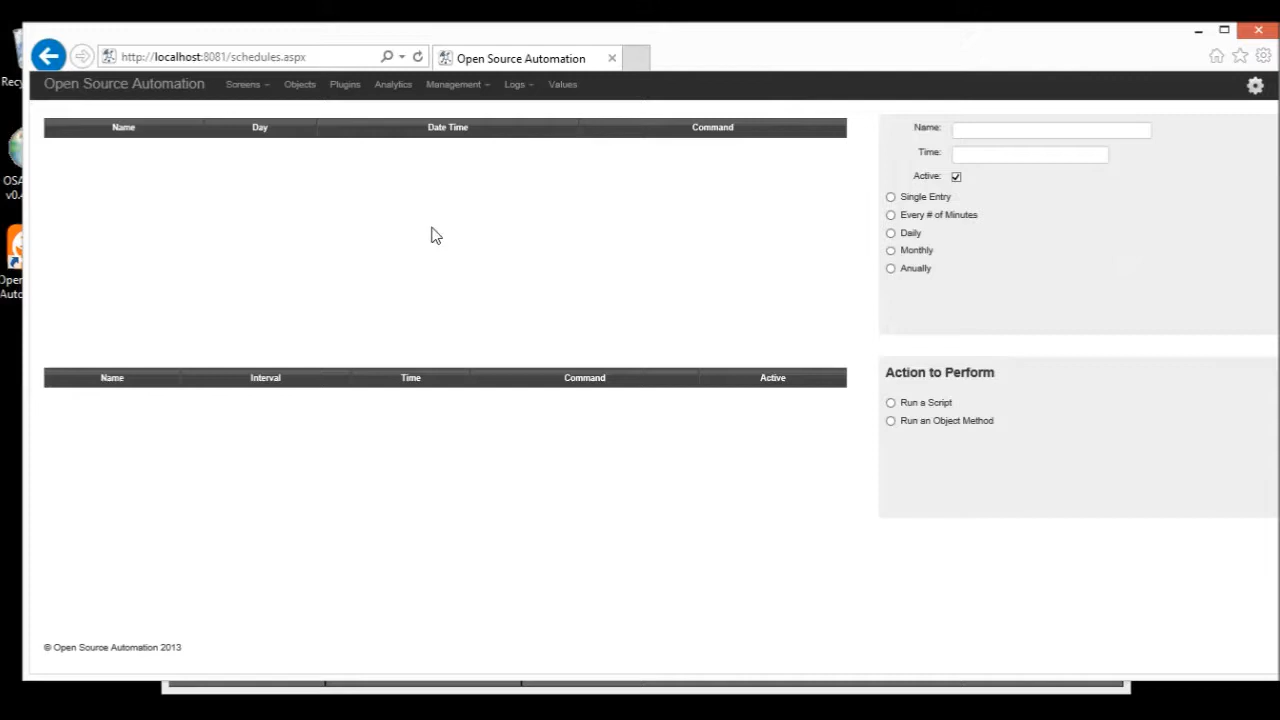 http://localhost:8081/schedules.aspx
Open Source Automation
Open Source Automation Screens Objects Plugins Analytics Management Logs Values
Name Day Date Time Command
Name:
Time:
Active:
Single Entry
Every # of Minutes
Daily
Monthly
Anually
Name Interval Time Command Active
Action to Perform
Run a Script
Run an Object Method
© Open Source Automation 2013